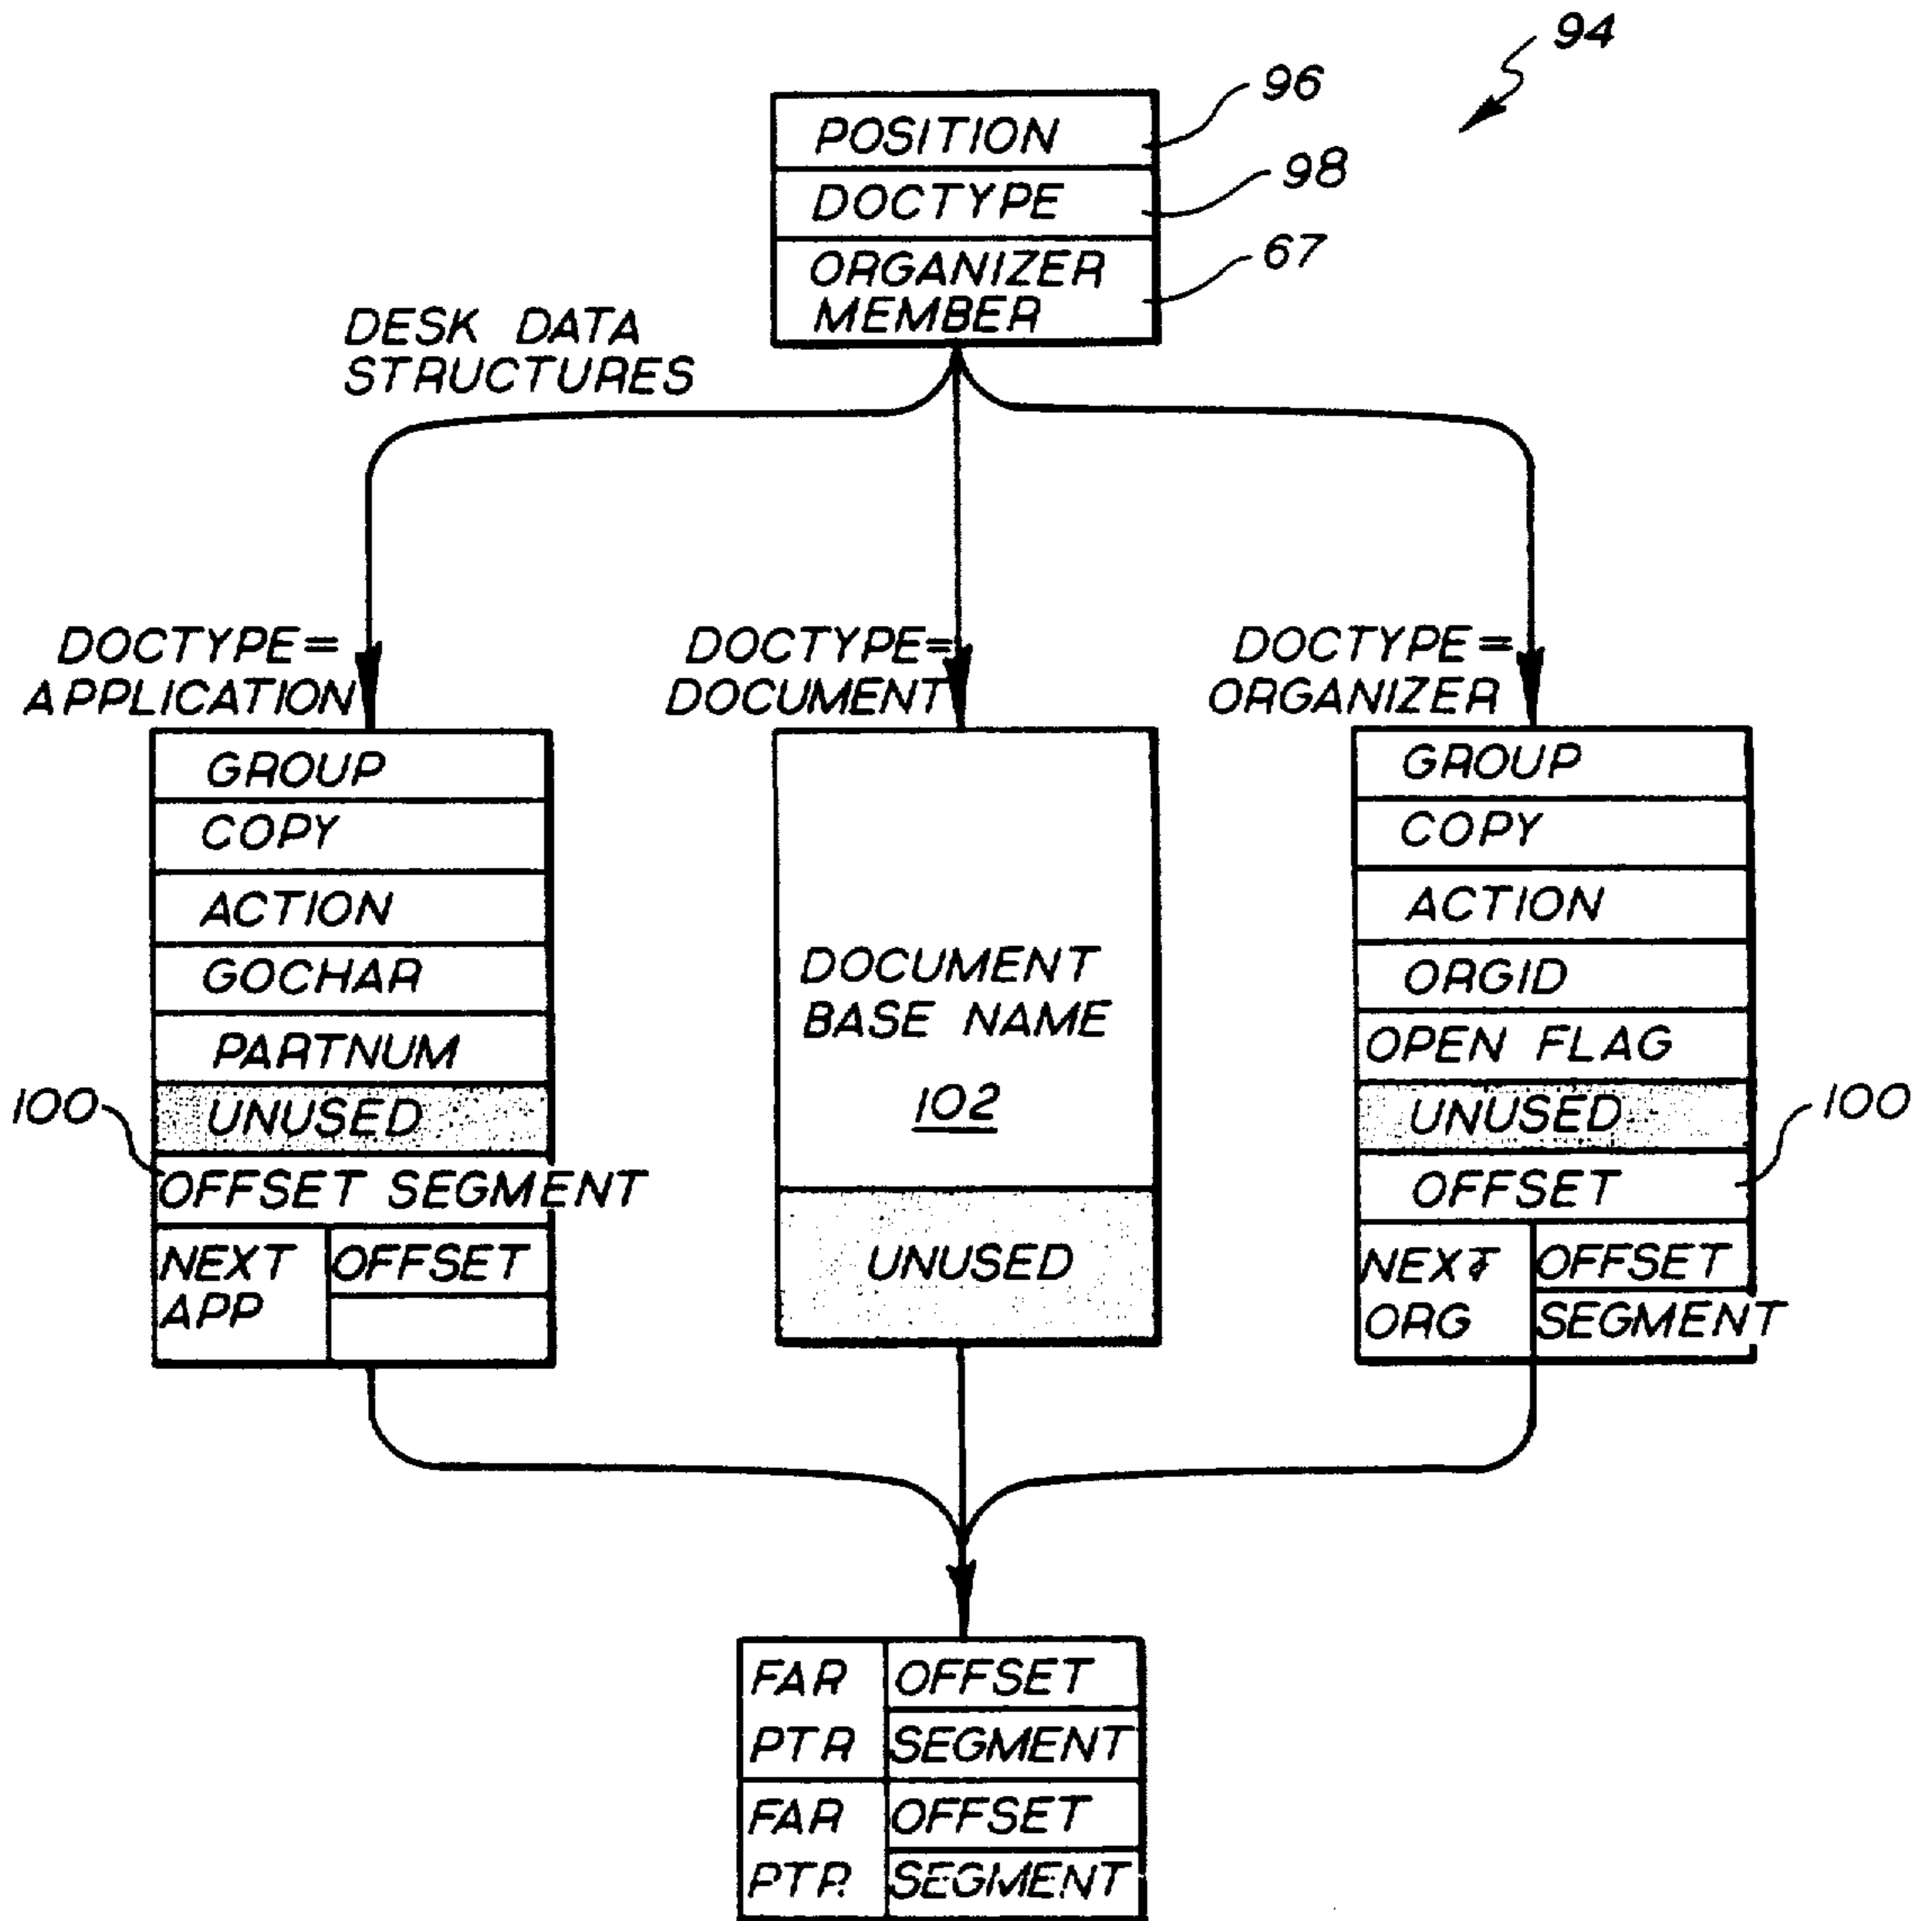 94
POSITION
96
DOCTYPE
98
ORGANIZER
MEMBER
67
DESK DATA
STRUCTURES
DOCTYPE=
APPLICATION
DOCTYPE=
DOCUMENT
DOCTYPE=
ORGANIZER
GROUP
COPY
ACTION
GOCHAR
PARTNUM
UNUSED
100
OFFSET SEGMENT
NEXT
APP
OFFSET
DOCUMENT
BASE NAME
102
UNUSED
GROUP
COPY
ACTION
ORGID
OPEN FLAG
UNUSED
OFFSET
100
NEXT
ORG
OFFSET
SEGMENT
FAR
PTR
OFFSET
SEGMENT
FAR
PTR
OFFSET
SEGMENT